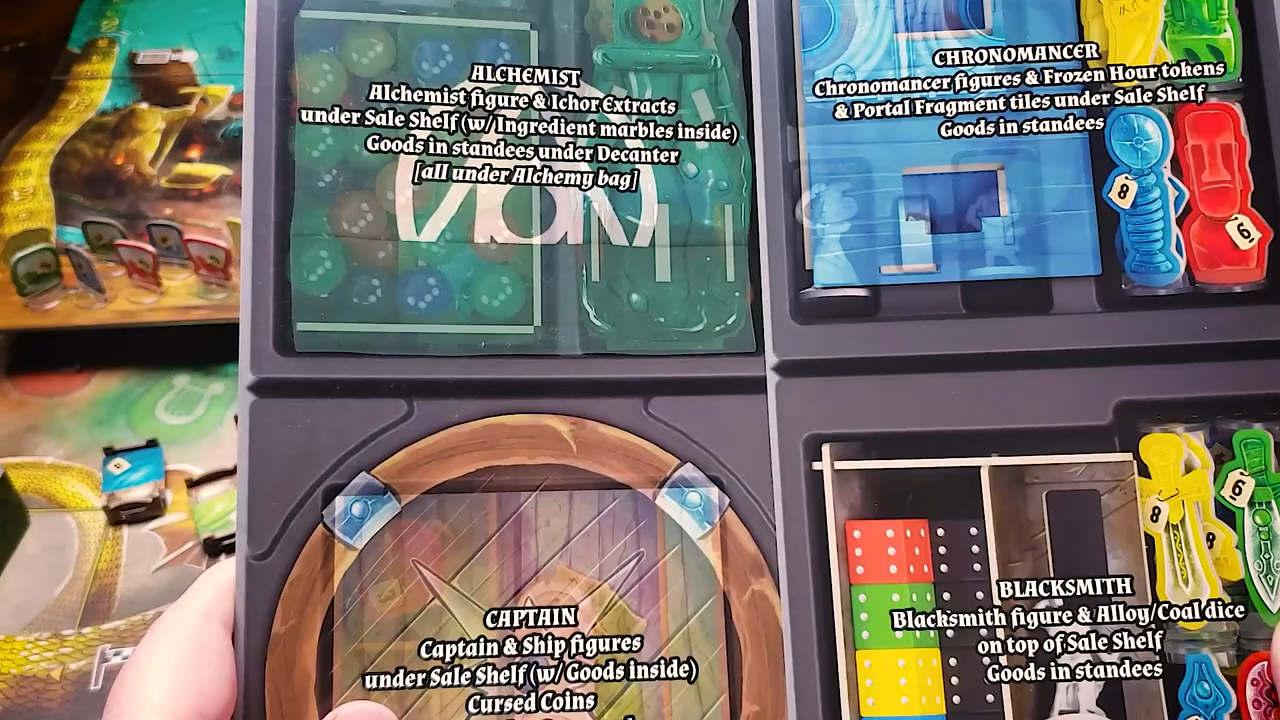 ALCHEMIST
Alchemist figure & Ichor Extracts
under Sale Shelf (w/Ingredient marbles inside)
Goods in standees under Decanter
[all under Alchemy bag]
CHRONOMANCER
Chronomancer figures & Frozen Hour tokens
& Portal Fragment tiles under Sale Shelf
Goods in standees
8
6
CAPTAIN
Captain & Ship figures
under Sale Shelf (w/Goods inside)
Cursed Coins
6
8
8
BLACKSMITH
Blacksmith figure & Alloy/Coal dice
on top of Sale Shelf
Goods in standees